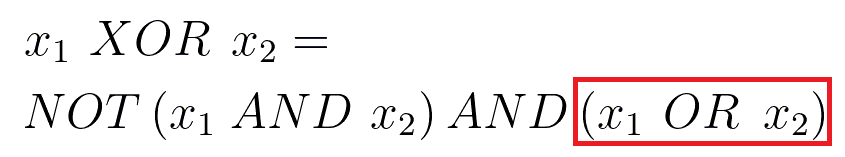 x₁ XOR x₂ =
NOT (x₁ AND x₂) AND (x₁ OR x₂)